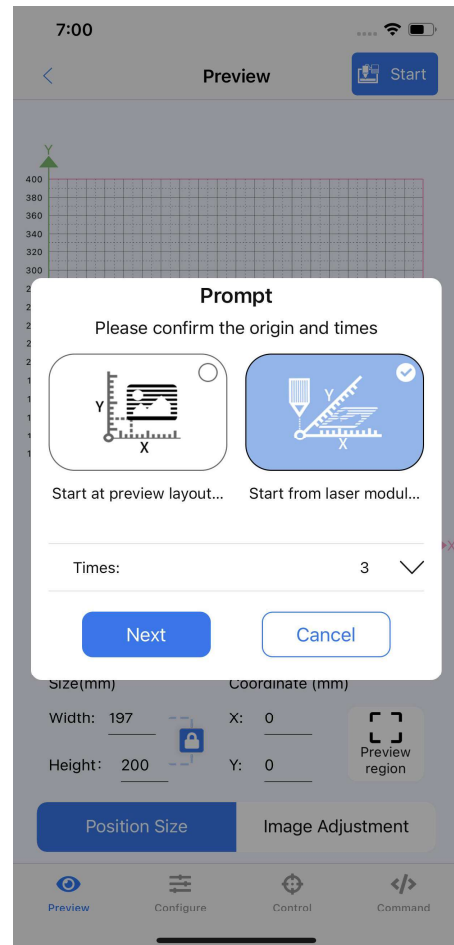 7:00
Preview
Start
Y
400
380
360
340
320
300
Prompt
Please confirm the origin and times
Y
X
Y
X
Start at preview layout...
Start from laser modul...
X
Times: 3
Next
Cancel
Size(mm)
Coordinate (mm)
Width: 197
X: 0
Height: 200
Y: 0
Preview
region
Position Size
Image Adjustment
Preview
Configure
Control
Command